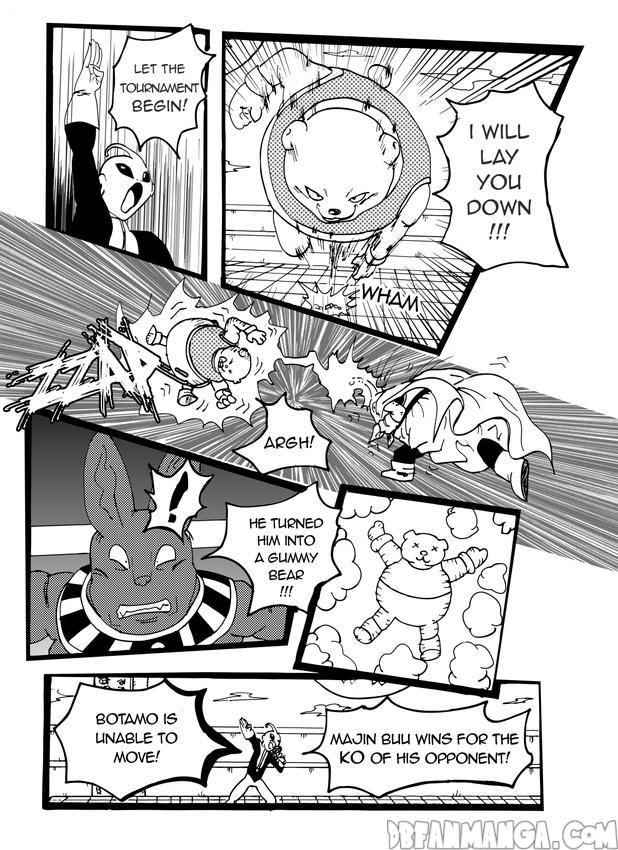 LET THE
TOURNAMENT
BEGIN!
I WILL
LAY
YOU
DOWN
!!!
WHAM
ZZAP
ARGH!
!
HE TURNED
HIM INTO
A GUMMY
BEAR
!!!
BOTAMO IS
UNABLE TO
MOVE!
MAJIN BUU WINS FOR THE
KO OF HIS OPPONENT!
DBFANMANGA.COM